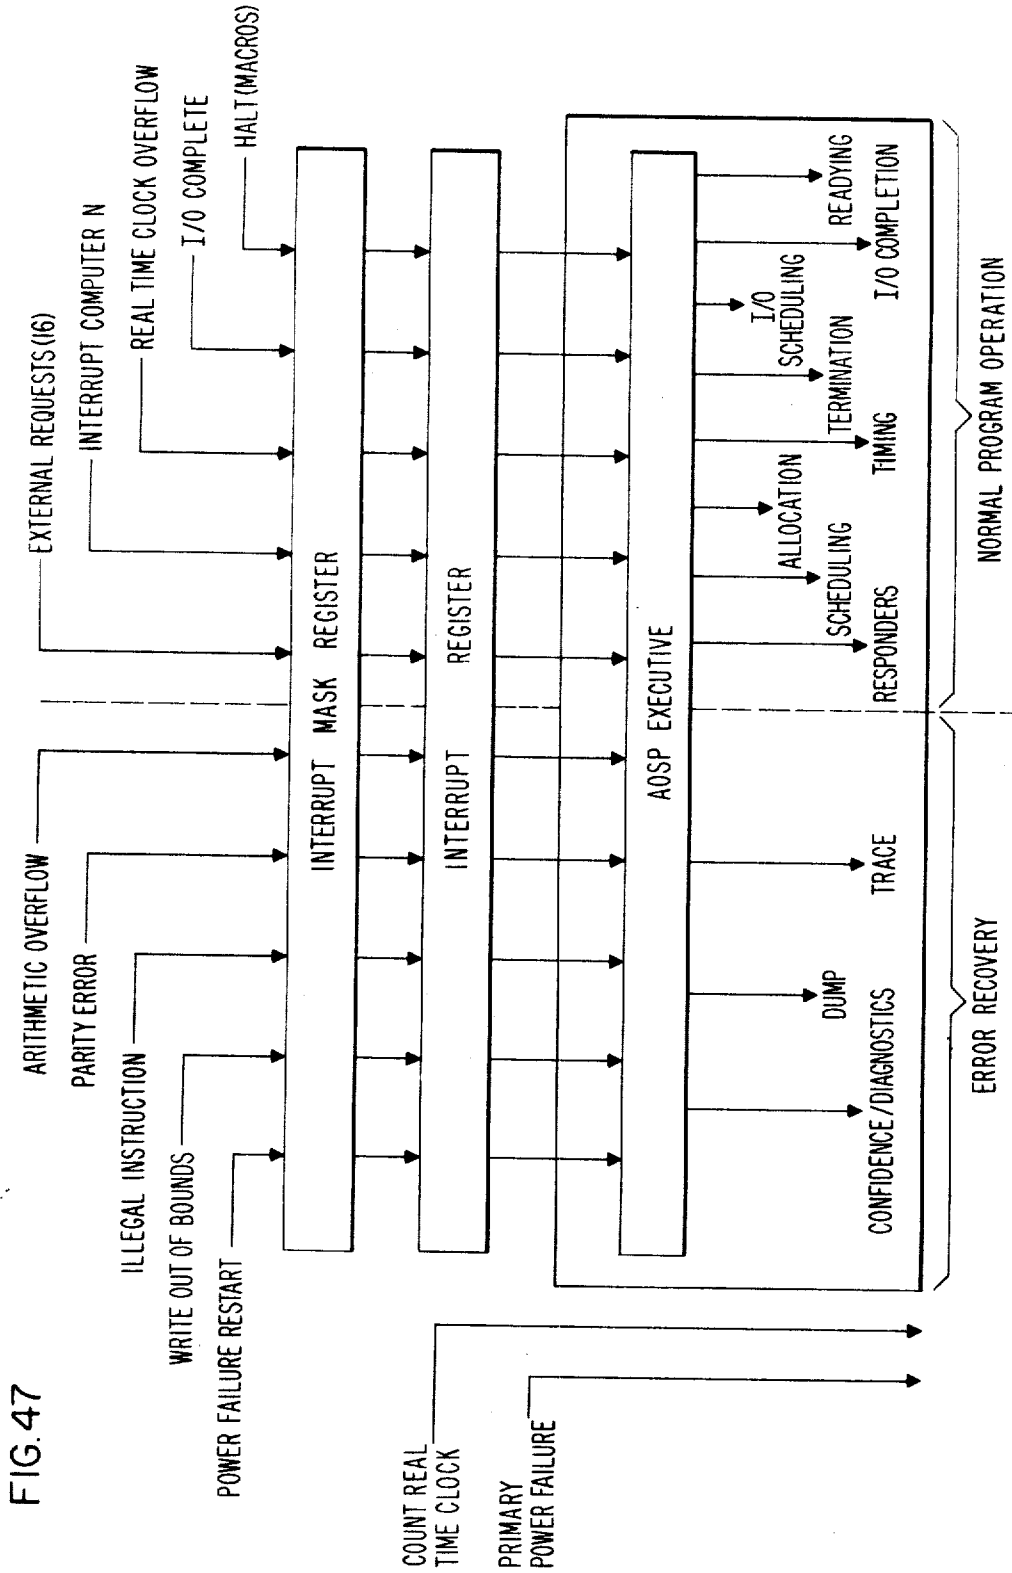 FIG. 47
EXTERNAL REQUESTS (16)
INTERRUPT COMPUTER N
REAL TIME CLOCK OVERFLOW
I/O COMPLETE
HALT (MACROS)
ARITHMETIC OVERFLOW
PARITY ERROR
ILLEGAL INSTRUCTION
WRITE OUT OF BOUNDS
POWER FAILURE RESTART
COUNT REAL
TIME CLOCK
PRIMARY
POWER FAILURE
INTERRUPT MASK REGISTER
INTERRUPT REGISTER
AOSP EXECUTIVE
CONFIDENCE/DIAGNOSTICS
DUMP
TRACE
RESPONDERS
SCHEDULING
ALLOCATION
TIMING
TERMINATION
I/O
SCHEDULING
I/O COMPLETION
READYING
ERROR RECOVERY
NORMAL PROGRAM OPERATION